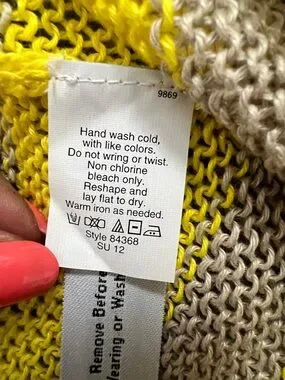 9869
Hand wash cold,
with like colors.
Do not wring or twist.
Non chlorine
bleach only.
Reshape and
lay flat to dry.
Warm iron as needed.
Style 84368
SU 12
Remove Before
Wearing or Wash